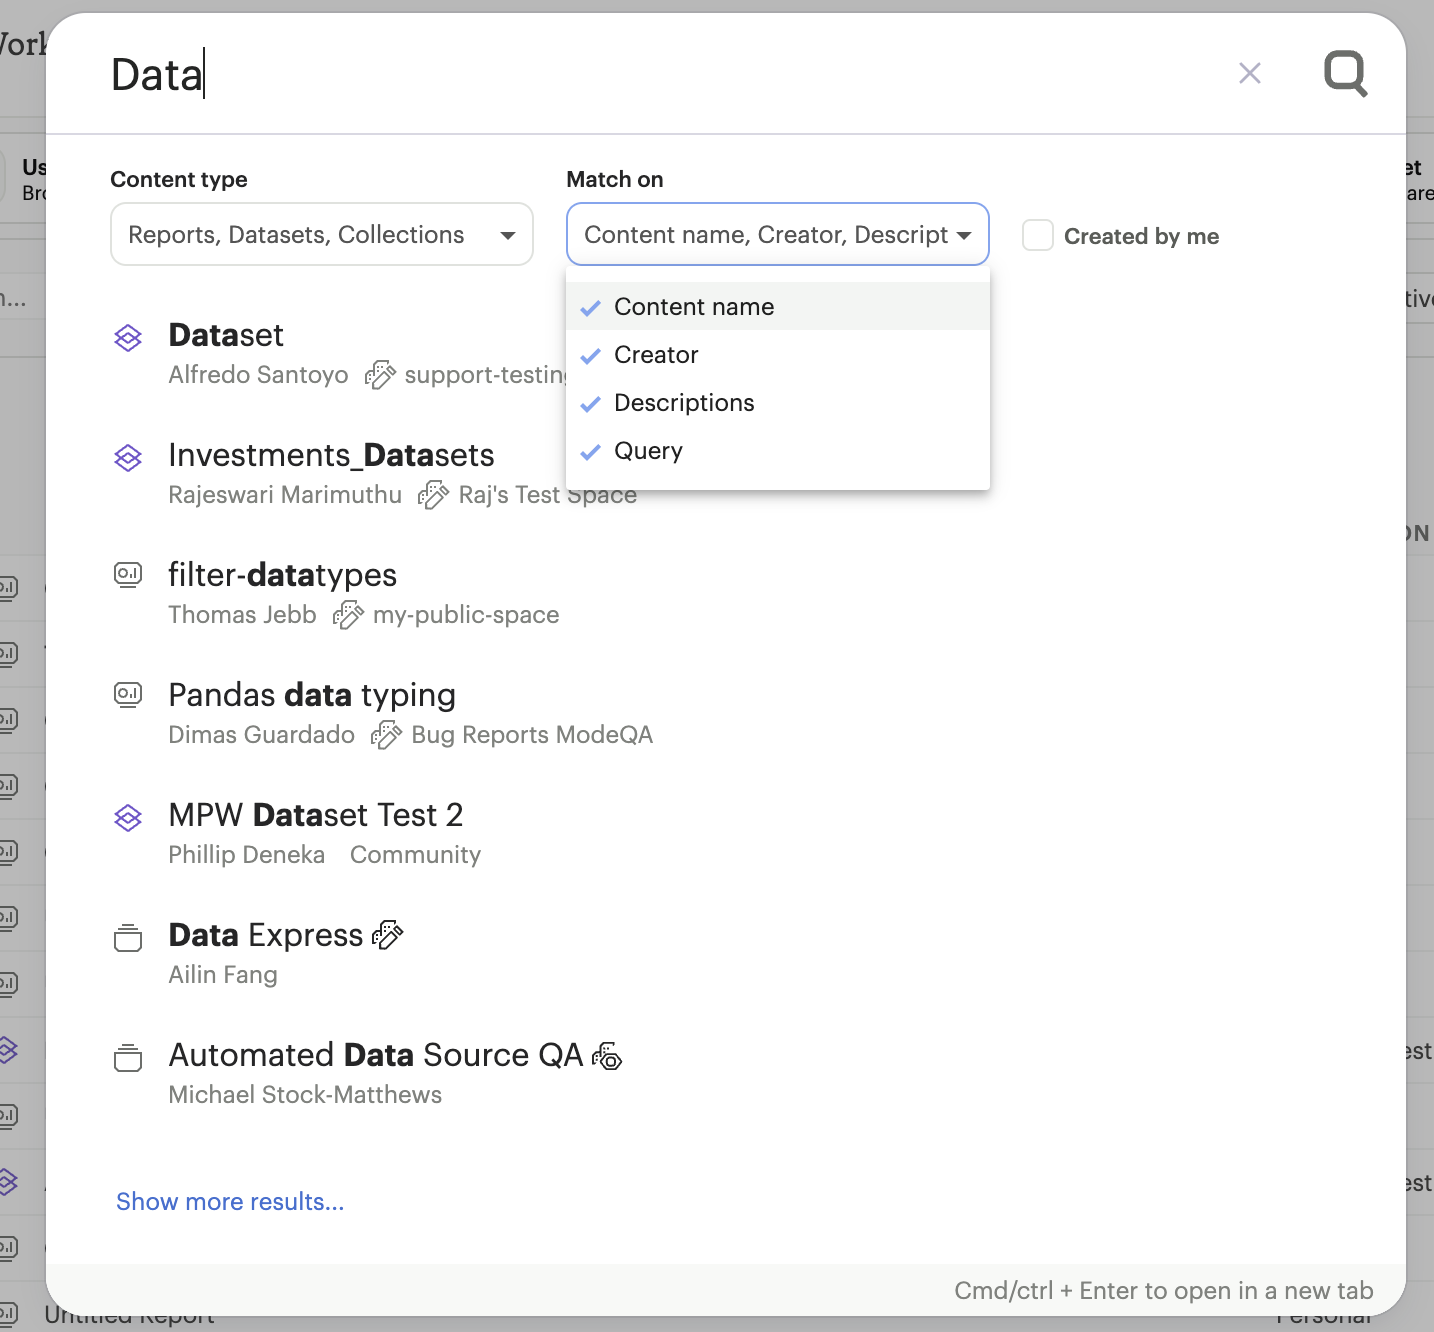 Data
Content type
Match on
Reports, Datasets, Collections
Content name, Creator, Descript
Created by me
Content name
Creator
Descriptions
Query
Dataset
Alfredo Santoyo support-testing
Investments_Datasets
Rajeswari Marimuthu Raj's Test Space
filter-datatypes
Thomas Jebb my-public-space
Pandas data typing
Dimas Guardado Bug Reports ModeQA
MPW Dataset Test 2
Phillip Deneka Community
Data Express
Ailin Fang
Automated Data Source QA
Michael Stock-Matthews
Show more results...
Cmd/ctrl + Enter to open in a new tab
Untitled Report
Personal